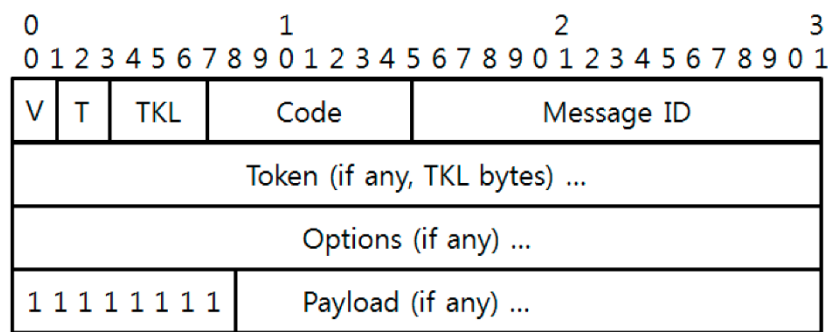 0 1 2 3
0 1 2 3 4 5 6 7 8 9 0 1 2 3 4 5 6 7 8 9 0 1 2 3 4 5 6 7 8 9 0 1
V T TKL Code Message ID
Token (if any, TKL bytes) ...
Options (if any) ...
1 1 1 1 1 1 1 1 Payload (if any) ...